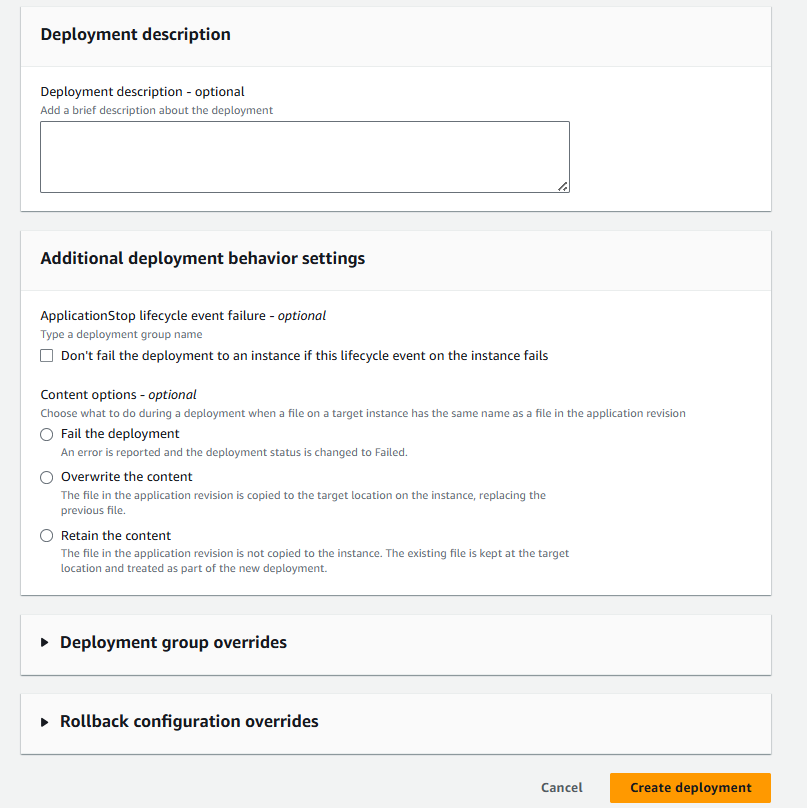 Deployment description
Deployment description - optional
Add a brief description about the deployment
Additional deployment behavior settings
ApplicationStop lifecycle event failure - optional
Type a deployment group name
Don't fail the deployment to an instance if this lifecycle event on the instance fails
Content options - optional
Choose what to do during a deployment when a file on a target instance has the same name as a file in the application revision
Fail the deployment
An error is reported and the deployment status is changed to Failed.
Overwrite the content
The file in the application revision is copied to the target location on the instance, replacing the
previous file.
Retain the content
The file in the application revision is not copied to the instance. The existing file is kept at the target
location and treated as part of the new deployment.
Deployment group overrides
Rollback configuration overrides
Cancel
Create deployment